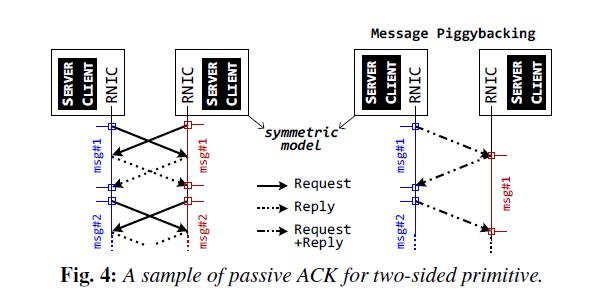 Message Piggybacking
SERVER
CLIENT
RNIC
RNIC
SERVER
CLIENT
SERVER
CLIENT
RNIC
RNIC
SERVER
CLIENT
symmetric
model
msg#1
msg#1
msg#1
msg#1
msg#2
msg#2
msg#2
Request
Reply
Request
+Reply
Fig. 4: A sample of passive ACK for two-sided primitive.